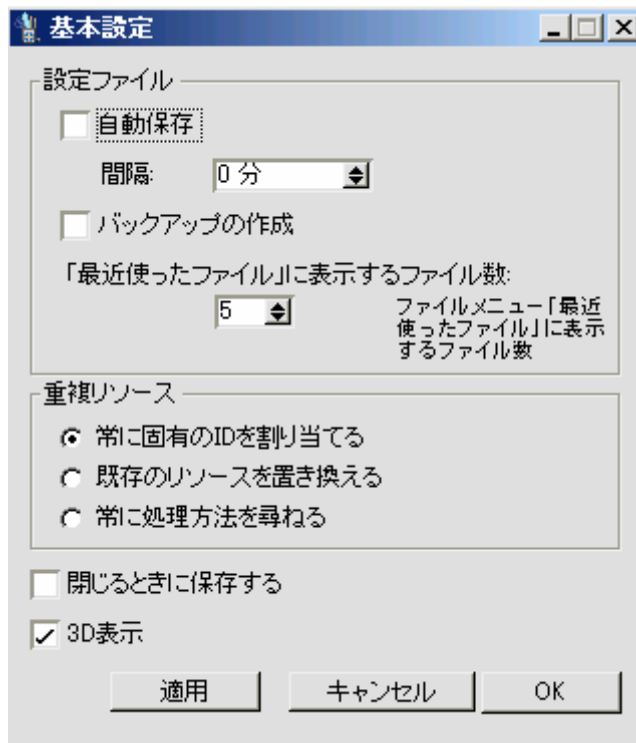 基本設定
設定ファイル
自動保存
間隔:
0 分
バックアップの作成
「最近使ったファイル」に表示するファイル数:
5
ファイルメニュー「最近
使ったファイル」に表示
するファイル数
重複リソース
常に固有のIDを割り当てる
既存のリソースを置き換える
常に処理方法を尋ねる
閉じるときに保存する
3D表示
適用
キャンセル
OK